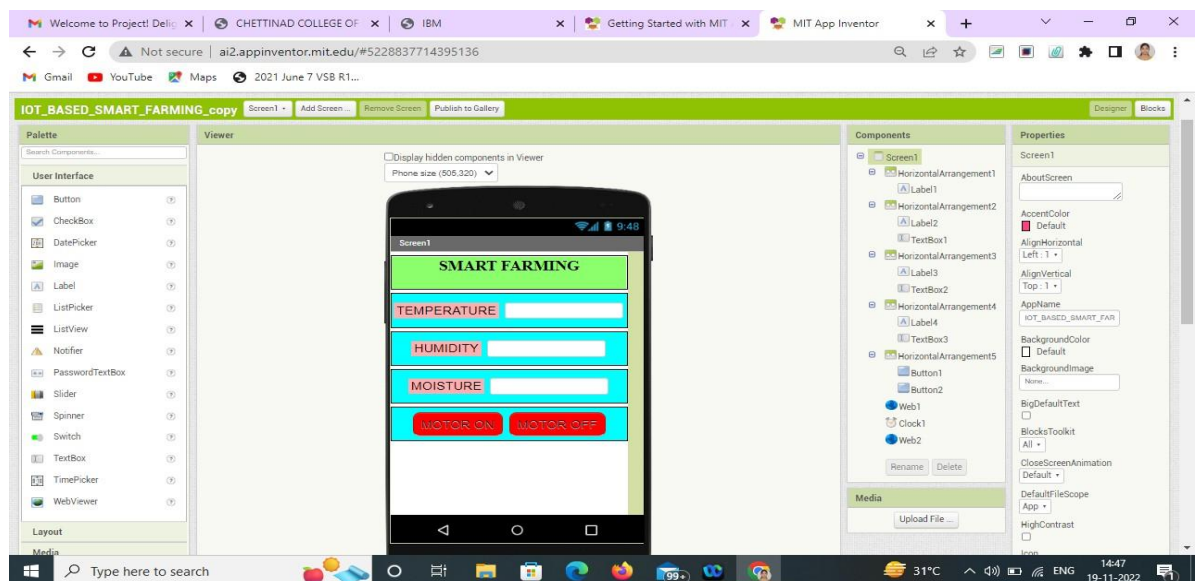 Welcome to Project! Delig
CHETTINAD COLLEGE OF
IBM
Getting Started with MIT
MIT App Inventor
Not secure | ai2.appinventor.mit.edu/#5228837714395136
Gmail YouTube Maps 2021 June 7 VSB R1...
IOT_BASED_SMART_FARMING_copy Screen1 Add Screen ... Remove Screen Publish to Gallery Designer Blocks
Palette
Search Components...
User Interface
Button
CheckBox
DatePicker
Image
Label
ListPicker
ListView
Notifier
PasswordTextBox
Slider
Spinner
Switch
TextBox
TimePicker
WebViewer
Layout
Media
Viewer
Display hidden components in Viewer
Phone size (505,320)
9:48
Screen1
SMART FARMING
TEMPERATURE
HUMIDITY
MOISTURE
MOTOR ON MOTOR OFF
Components
Screen1
HorizontalArrangement1
Label1
HorizontalArrangement2
Label2
TextBox1
HorizontalArrangement3
Label3
TextBox2
HorizontalArrangement4
Label4
TextBox3
HorizontalArrangement5
Button1
Button2
Web1
Clock1
Web2
Rename Delete
Media
Upload File ...
Properties
Screen1
AboutScreen
AccentColor
Default
AlignHorizontal
Left : 1
AlignVertical
Top : 1
AppName
IOT_BASED_SMART_FAR
BackgroundColor
Default
BackgroundImage
None...
BigDefaultText
BlocksToolkit
All
CloseScreenAnimation
Default
DefaultFileScope
App
HighContrast
Icon
Type here to search
99+
31°C
ENG
14:47
19-11-2022